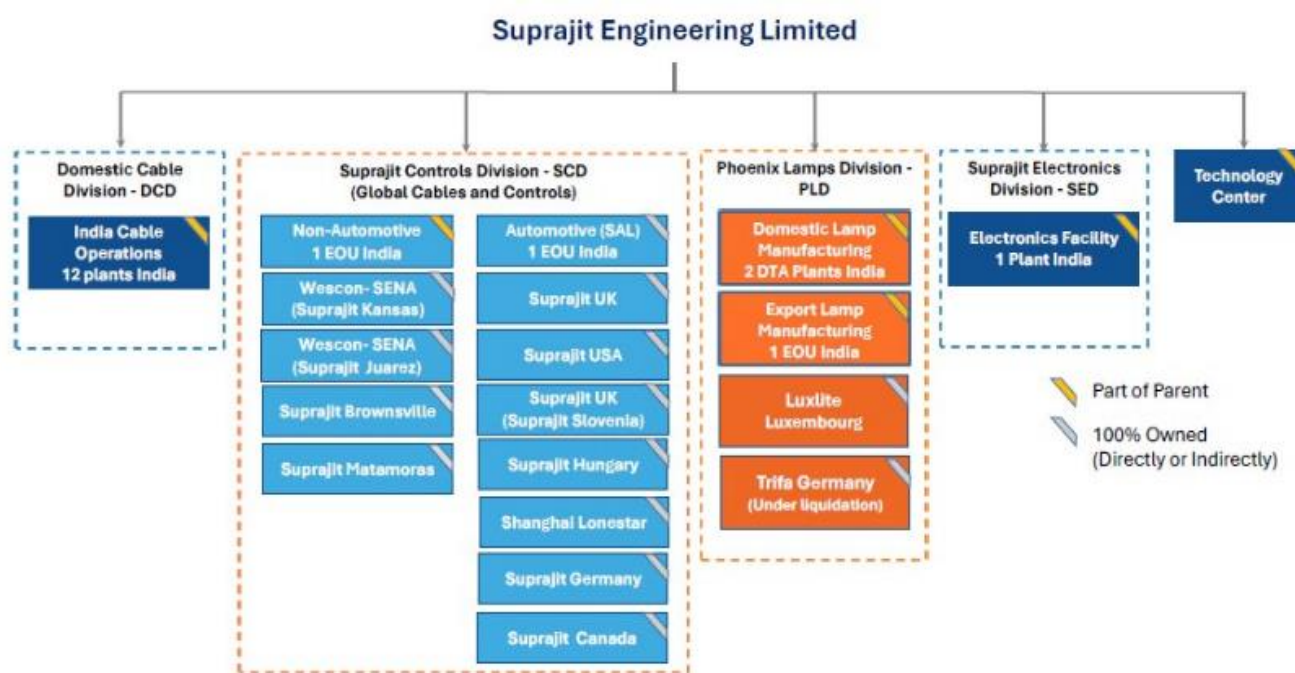 Suprajit Engineering Limited
Domestic Cable
Division - DCD
India Cable
Operations
12 plants India
Suprajit Controls Division - SCD
(Global Cables and Controls)
Non-Automotive
1 EOU India
Wescon- SENA
(Suprajit Kansas)
Wescon- SENA
(Suprajit Juarez)
Suprajit Brownsville
Suprajit Matamoras
Automotive (SAL)
1 EOU India
Suprajit UK
Suprajit USA
Suprajit UK
(Suprajit Slovenia)
Suprajit Hungary
Shanghai Lonestar
Suprajit Germany
Suprajit Canada
Phoenix Lamps Division -
PLD
Domestic Lamp
Manufacturing
2 DTA Plants India
Export Lamp
Manufacturing
1 EOU India
Luxlite
Luxembourg
Trifa Germany
(Under liquidation)
Suprajit Electronics
Division - SED
Electronics Facility
1 Plant India
Technology
Center
Part of Parent
100% Owned
(Directly or Indirectly)